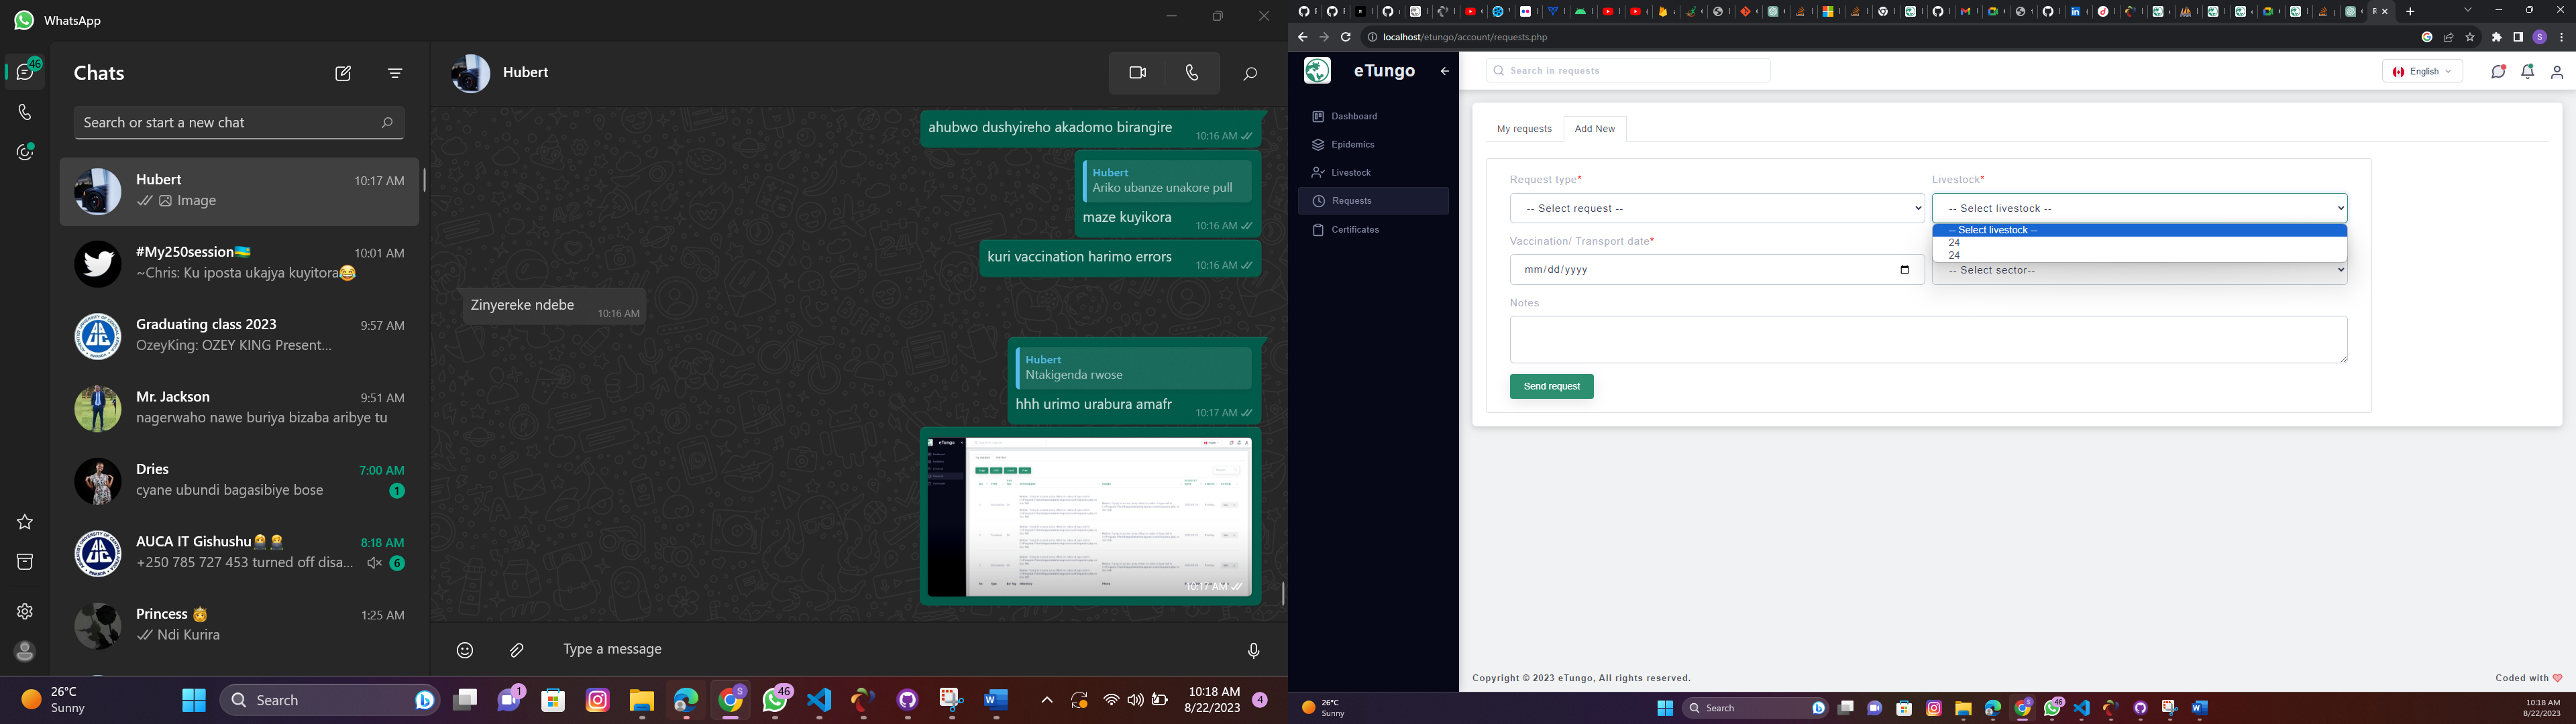 WhatsApp
46
Chats
Search or start a new chat
Hubert
10:17 AM
Image
#My250session🇷🇼
10:01 AM
~Chris: Ku iposta ukajya kuyitora😂
Graduating class 2023
9:57 AM
OzeyKing: OZEY KING Present...
Mr. Jackson
9:51 AM
nagerwaho nawe buriya bizaba aribye tu
Dries
7:00 AM
cyane ubundi bagasibiye bose
1
AUCA IT Gishushu
8:18 AM
+250 785 727 453 turned off disa...
6
Princess
1:25 AM
Ndi Kurira
Hubert
ahubwo dushyireho akadomo birangire
10:16 AM
Hubert
Ariko ubanze unakore pull
maze kuyikora
10:16 AM
kuri vaccination harimo errors
10:16 AM
Zinyereke ndebe
10:16 AM
Hubert
Ntakigenda rwose
hhh urimo urabura amafr
10:17 AM
eTungo
10:17 AM
Type a message
26°C
Sunny
Search
1
S
46
10:18 AM
8/22/2023
4
localhost/etungo/account/requests.php
S
eTungo
Dashboard
Epidemics
Livestock
Requests
Certificates
Search in requests
English
My requests
Add New
Request type*
Livestock*
-- Select request --
-- Select livestock --
-- Select livestock --
24
24
Vaccination/ Transport date*
mm/dd/yyyy
-- Select sector--
Notes
Send request
Copyright © 2023 eTungo, All rights reserved.
Coded with
26°C
Sunny
Search
46
10:18 AM
8/22/2023